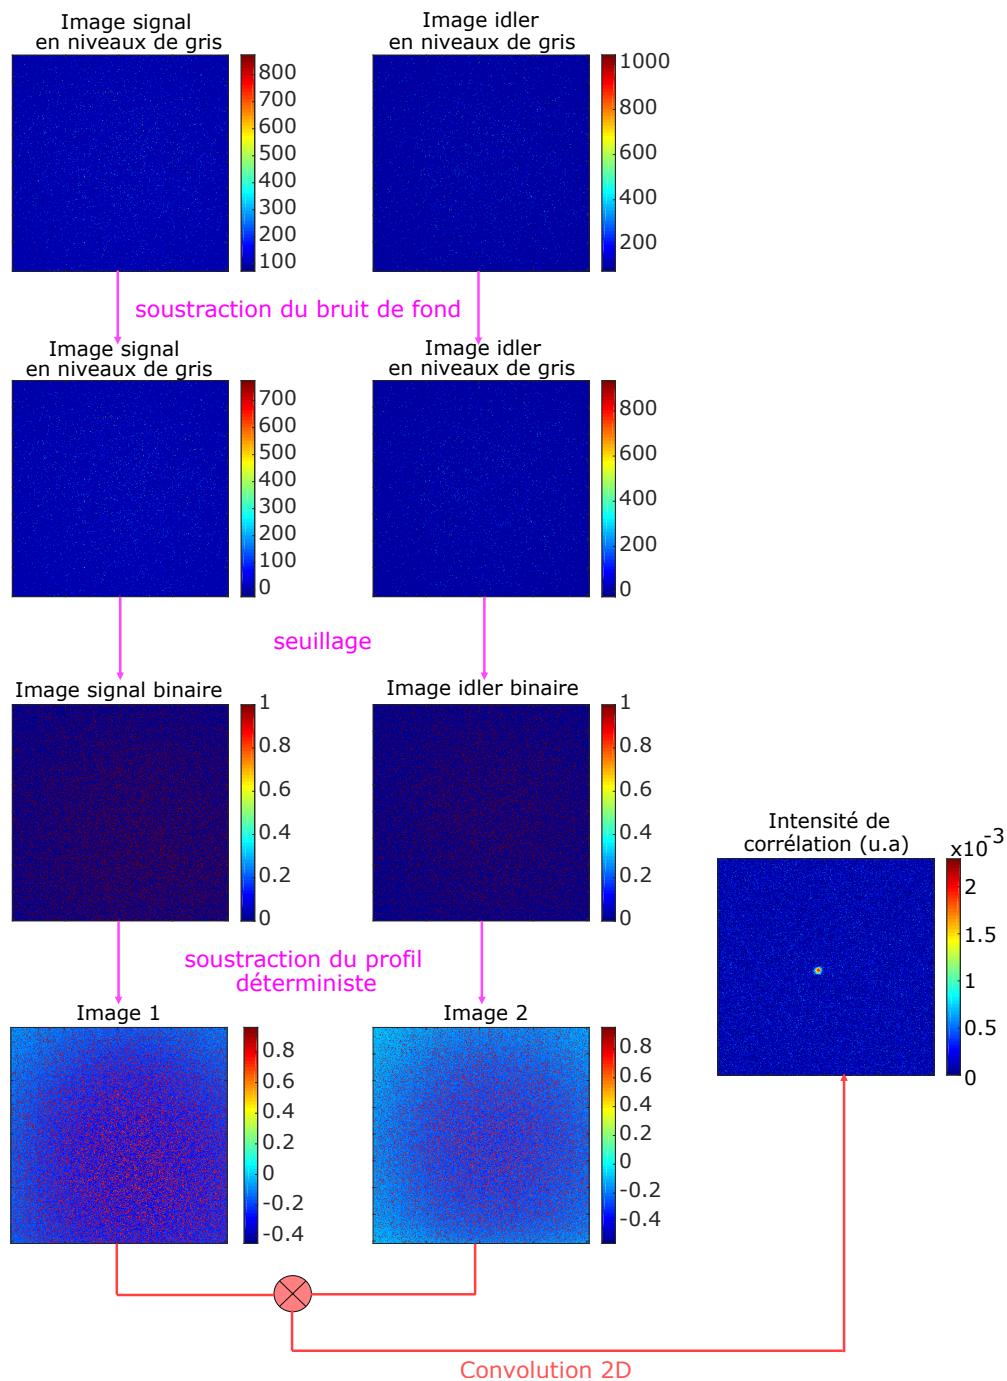 Image signal
en niveaux de gris
Image idler
en niveaux de gris
800
700
600
500
400
300
200
100
1000
800
600
400
200
soustraction du bruit de fond
Image signal
en niveaux de gris
Image idler
en niveaux de gris
700
600
500
400
300
200
100
0
800
600
400
200
0
seuillage
Image signal binaire
Image idler binaire
1
0.8
0.6
0.4
0.2
0
1
0.8
0.6
0.4
0.2
0
Intensité de
corrélation (u.a)
x10-3
2
1.5
1
0.5
0
soustraction du profil
déterministe
Image 1
Image 2
0.8
0.6
0.4
0.2
0
-0.2
-0.4
0.8
0.6
0.4
0.2
0
-0.2
-0.4
Convolution 2D